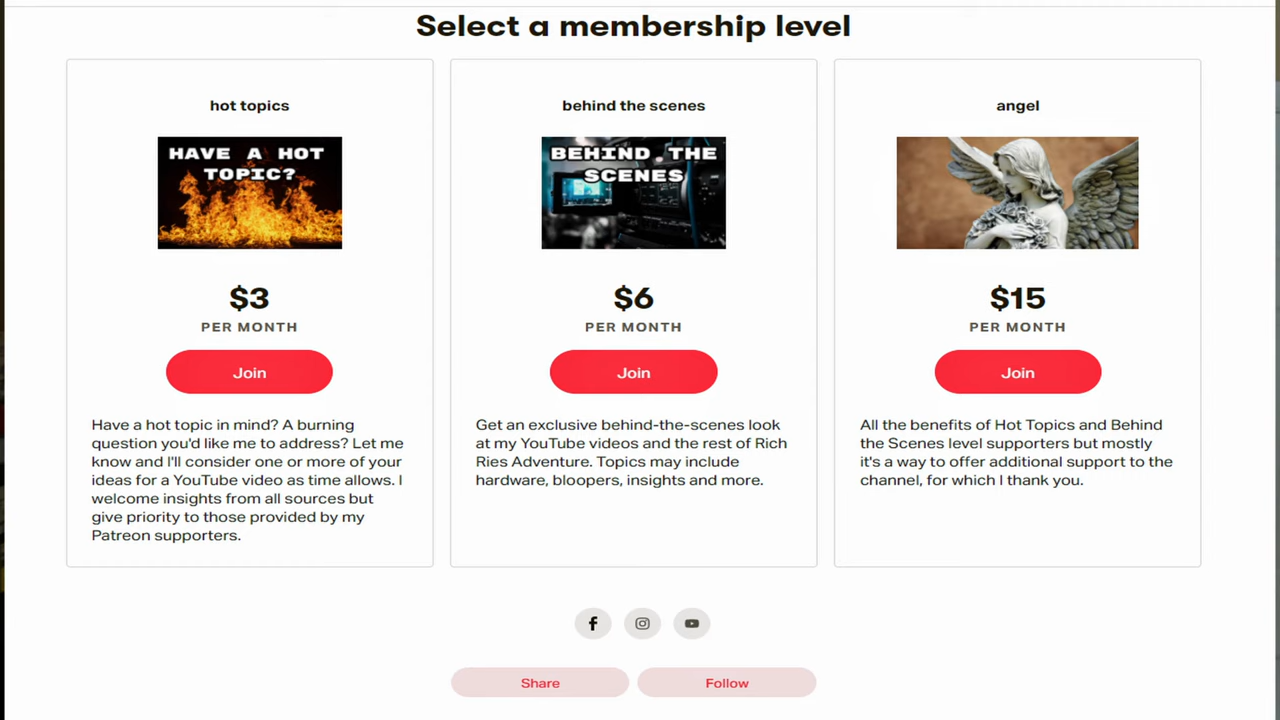 Select a membership level
hot topics
HAVE A HOT
TOPIC?
$3
PER MONTH
Join
Have a hot topic in mind? A burning
question you'd like me to address? Let me
know and I'll consider one or more of your
ideas for a YouTube video as time allows. I
welcome insights from all sources but
give priority to those provided by my
Patreon supporters.
behind the scenes
BEHIND THE
SCENES
$6
PER MONTH
Join
Get an exclusive behind-the-scenes look
at my YouTube videos and the rest of Rich
Ries Adventure. Topics may include
hardware, bloopers, insights and more.
angel
$15
PER MONTH
Join
All the benefits of Hot Topics and Behind
the Scenes level supporters but mostly
it's a way to offer additional support to the
channel, for which I thank you.
Share
Follow